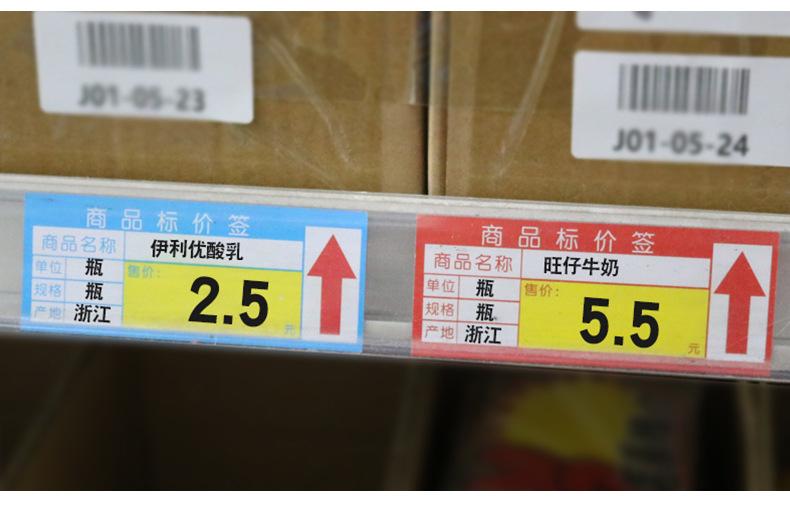 J01-05-23
J01-05-24
商品标价签
商品名称 伊利优酸乳
单位 瓶 售价:
规格 瓶 2.5
产地 浙江 元
商品标价签
商品名称 旺仔牛奶
单位 瓶 售价:
规格 瓶 5.5
产地 浙江 元